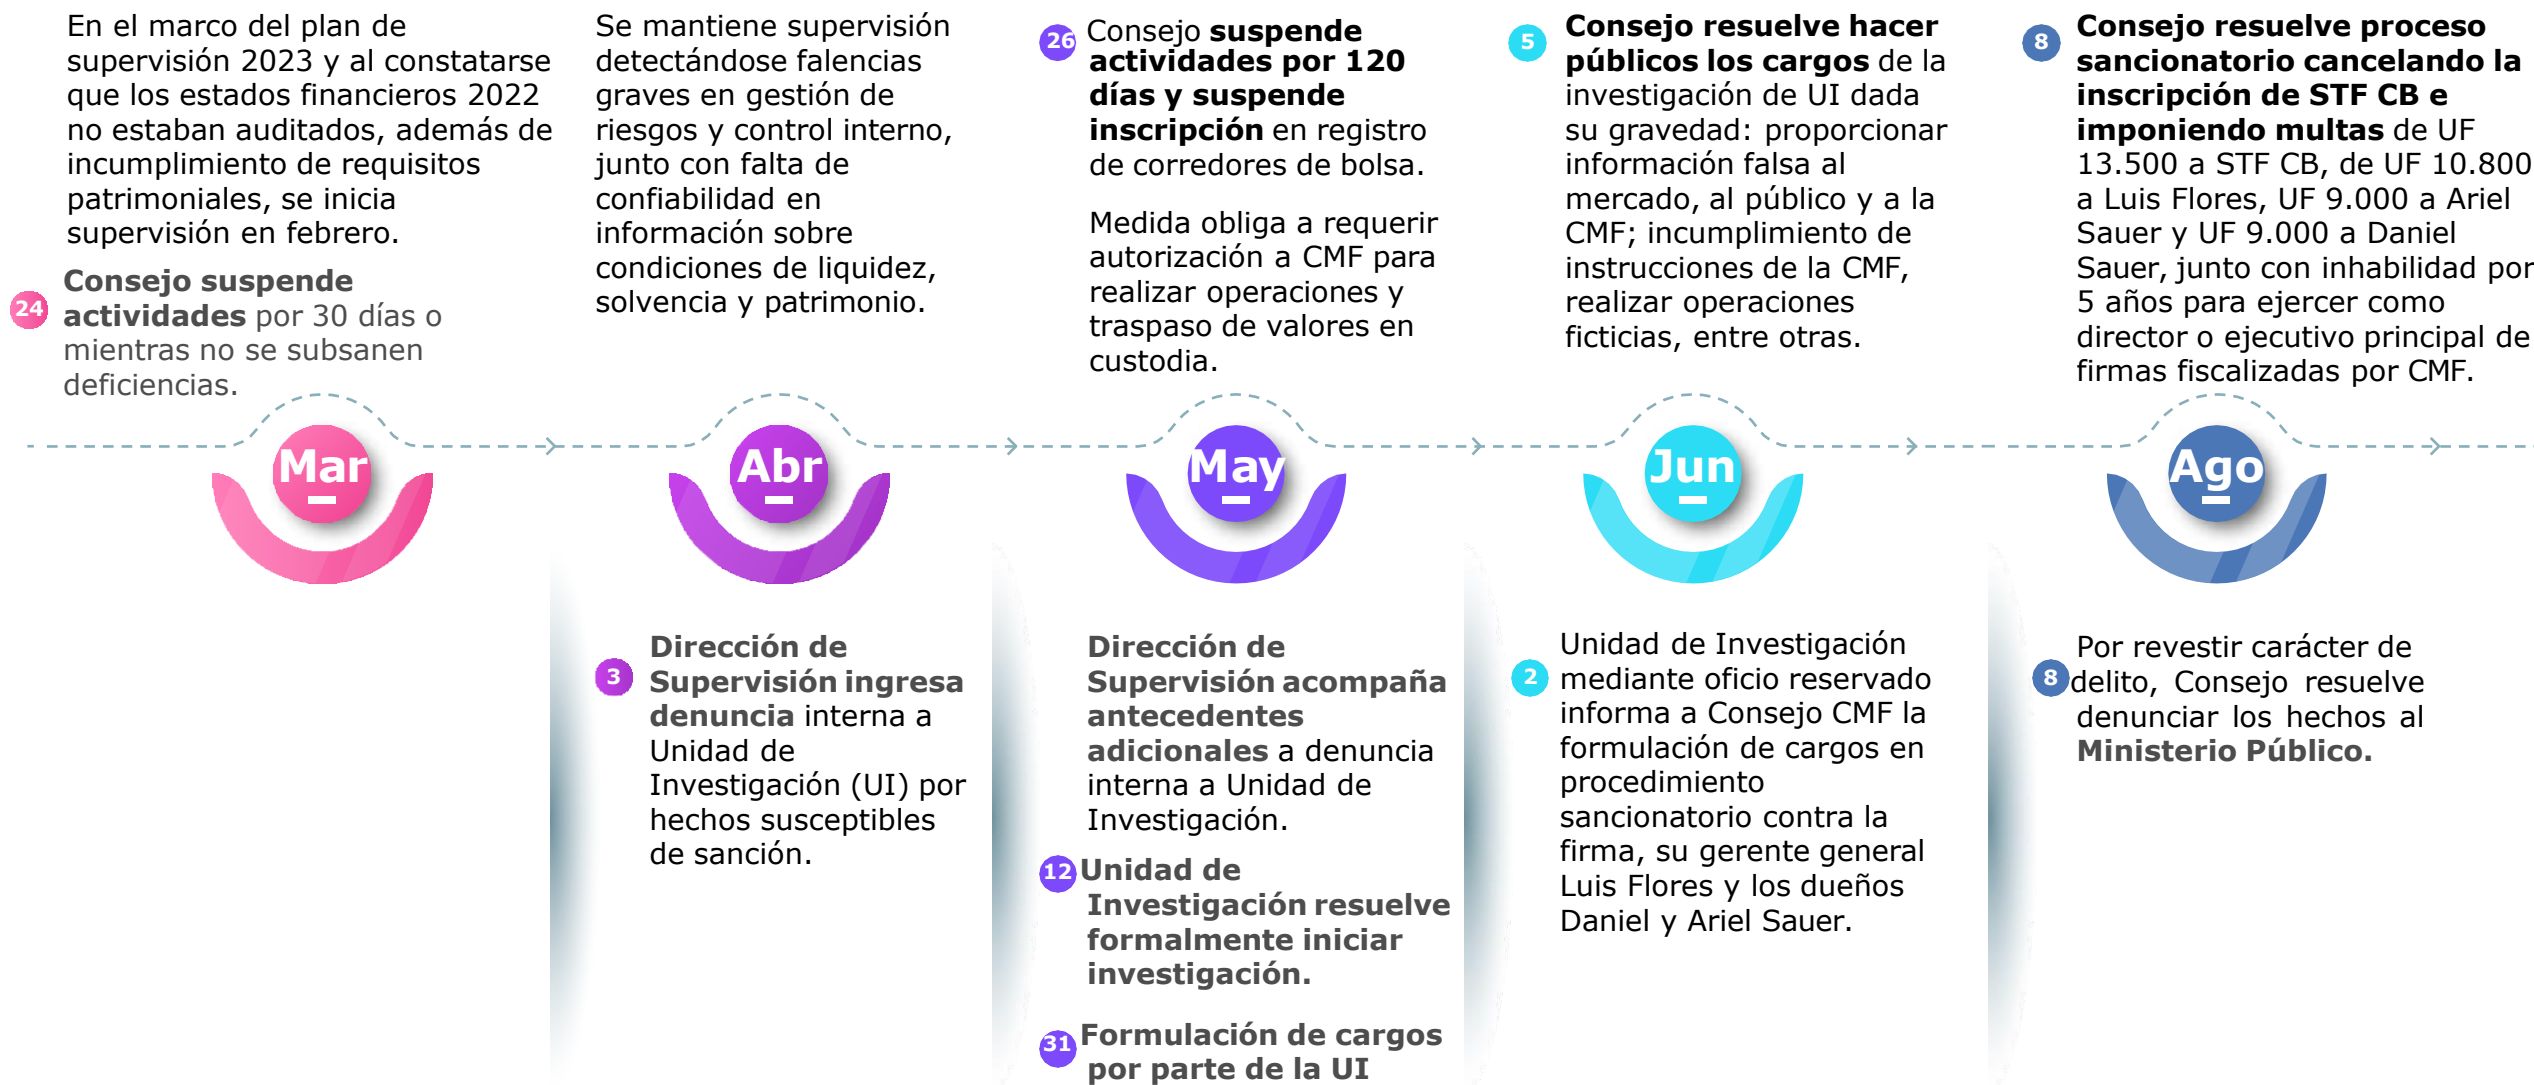 En el marco del plan de
supervisión 2023 y al constatarse
que los estados financieros 2022
no estaban auditados, además de
incumplimiento de requisitos
patrimoniales, se inicia
supervisión en febrero.
24
Consejo suspende
actividades por 30 días o
mientras no se subsanen
deficiencias.
Se mantiene supervisión
detectándose falencias
graves en gestión de
riesgos y control interno,
junto con falta de
confiabilidad en
información sobre
condiciones de liquidez,
solvencia y patrimonio.
26
Consejo suspende
actividades por 120
días y suspende
inscripción en registro
de corredores de bolsa.
Medida obliga a requerir
autorización a CMF para
realizar operaciones y
traspaso de valores en
custodia.
5
Consejo resuelve hacer
públicos los cargos de la
investigación de UI dada
su gravedad: proporcionar
información falsa al
mercado, al público y a la
CMF; incumplimiento de
instrucciones de la CMF,
realizar operaciones
ficticias, entre otras.
8
Consejo resuelve proceso
sancionatorio cancelando la
inscripción de STF CB e
imponiendo multas de UF
13.500 a STF CB, de UF 10.800
a Luis Flores, UF 9.000 a Ariel
Sauer y UF 9.000 a Daniel
Sauer, junto con inhabilidad por
5 años para ejercer como
director o ejecutivo principal de
firmas fiscalizadas por CMF.
Mar
Abr
May
Jun
Ago
3
Dirección de
Supervisión ingresa
denuncia interna a
Unidad de
Investigación (UI) por
hechos susceptibles
de sanción.
Dirección de
Supervisión acompaña
antecedentes
adicionales a denuncia
interna a Unidad de
Investigación.
12
Unidad de
Investigación resuelve
formalmente iniciar
investigación.
31
Formulación de cargos
por parte de la UI
2
Unidad de Investigación
mediante oficio reservado
informa a Consejo CMF la
formulación de cargos en
procedimiento
sancionatorio contra la
firma, su gerente general
Luis Flores y los dueños
Daniel y Ariel Sauer.
8
Por revestir carácter de
delito, Consejo resuelve
denunciar los hechos al
Ministerio Público.